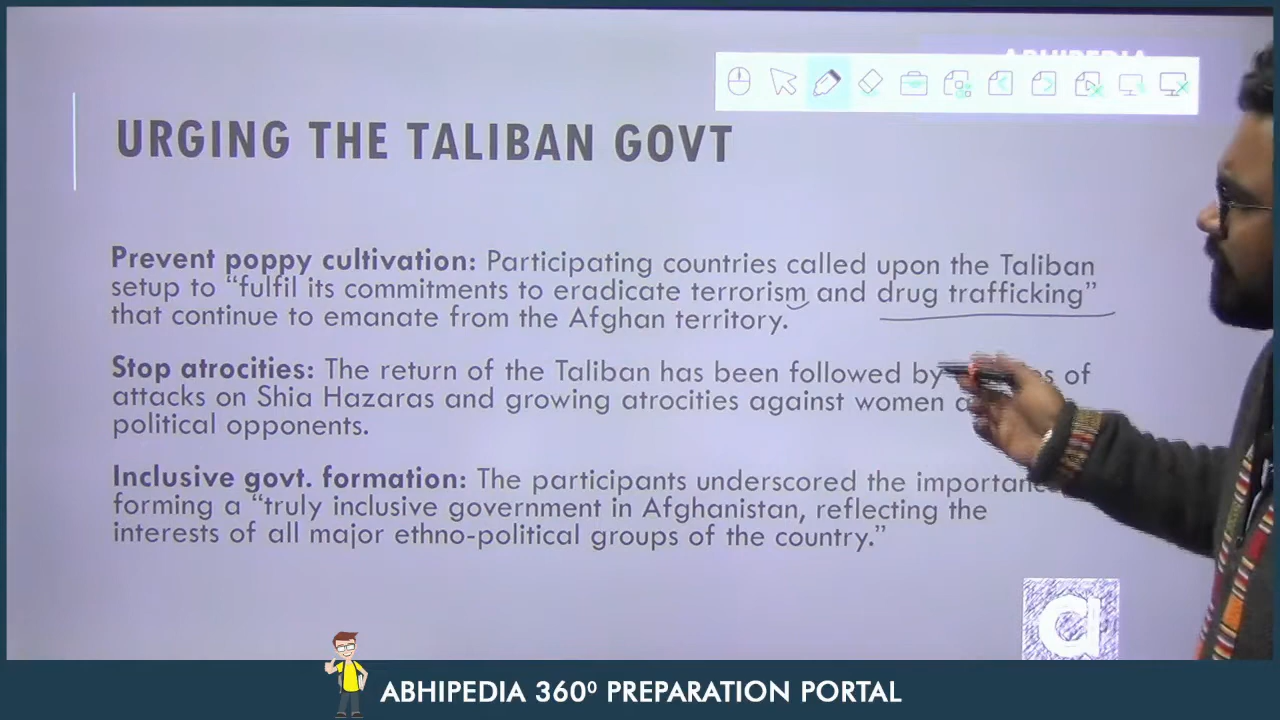 ABHIPEDIA
URGING THE TALIBAN GOVT
Prevent poppy cultivation: Participating countries called upon the Taliban
setup to “fulfil its commitments to eradicate terrorism and drug trafficking”
that continue to emanate from the Afghan territory.
Stop atrocities: The return of the Taliban has been followed by of
attacks on Shia Hazaras and growing atrocities against women
political opponents.
Inclusive govt. formation: The participants underscored the
forming a “truly inclusive government in Afghanistan, reflecting the
interests of all major ethno-political groups of the country.”
a
ABHIPEDIA 360⁰ PREPARATION PORTAL